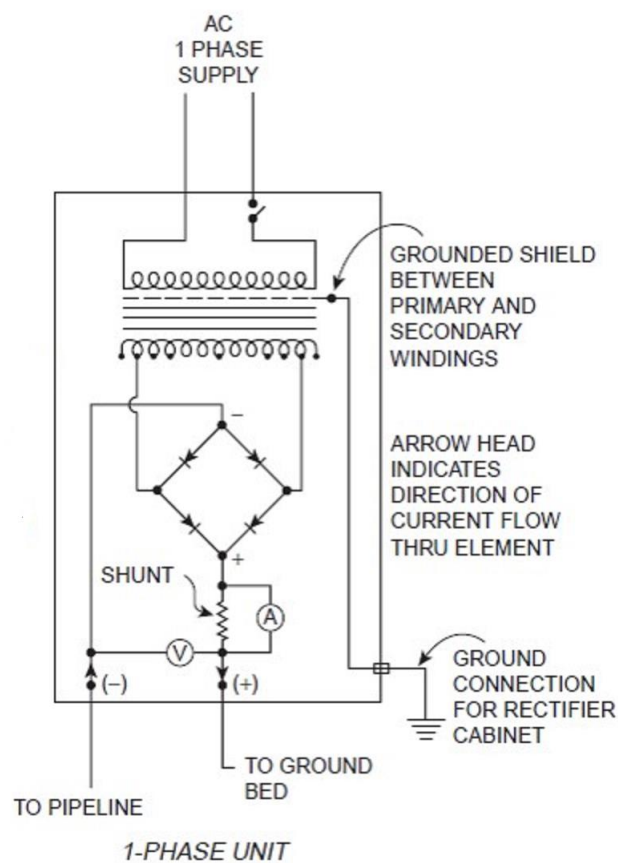 AC
1 PHASE
SUPPLY
GROUNDED SHIELD
BETWEEN
PRIMARY AND
SECONDARY
WINDINGS
–
ARROW HEAD
INDICATES
DIRECTION OF
CURRENT FLOW
THRU ELEMENT
+
SHUNT
A
V
(–)
(+)
GROUND
CONNECTION
FOR RECTIFIER
CABINET
TO GROUND
BED
TO PIPELINE
1-PHASE UNIT